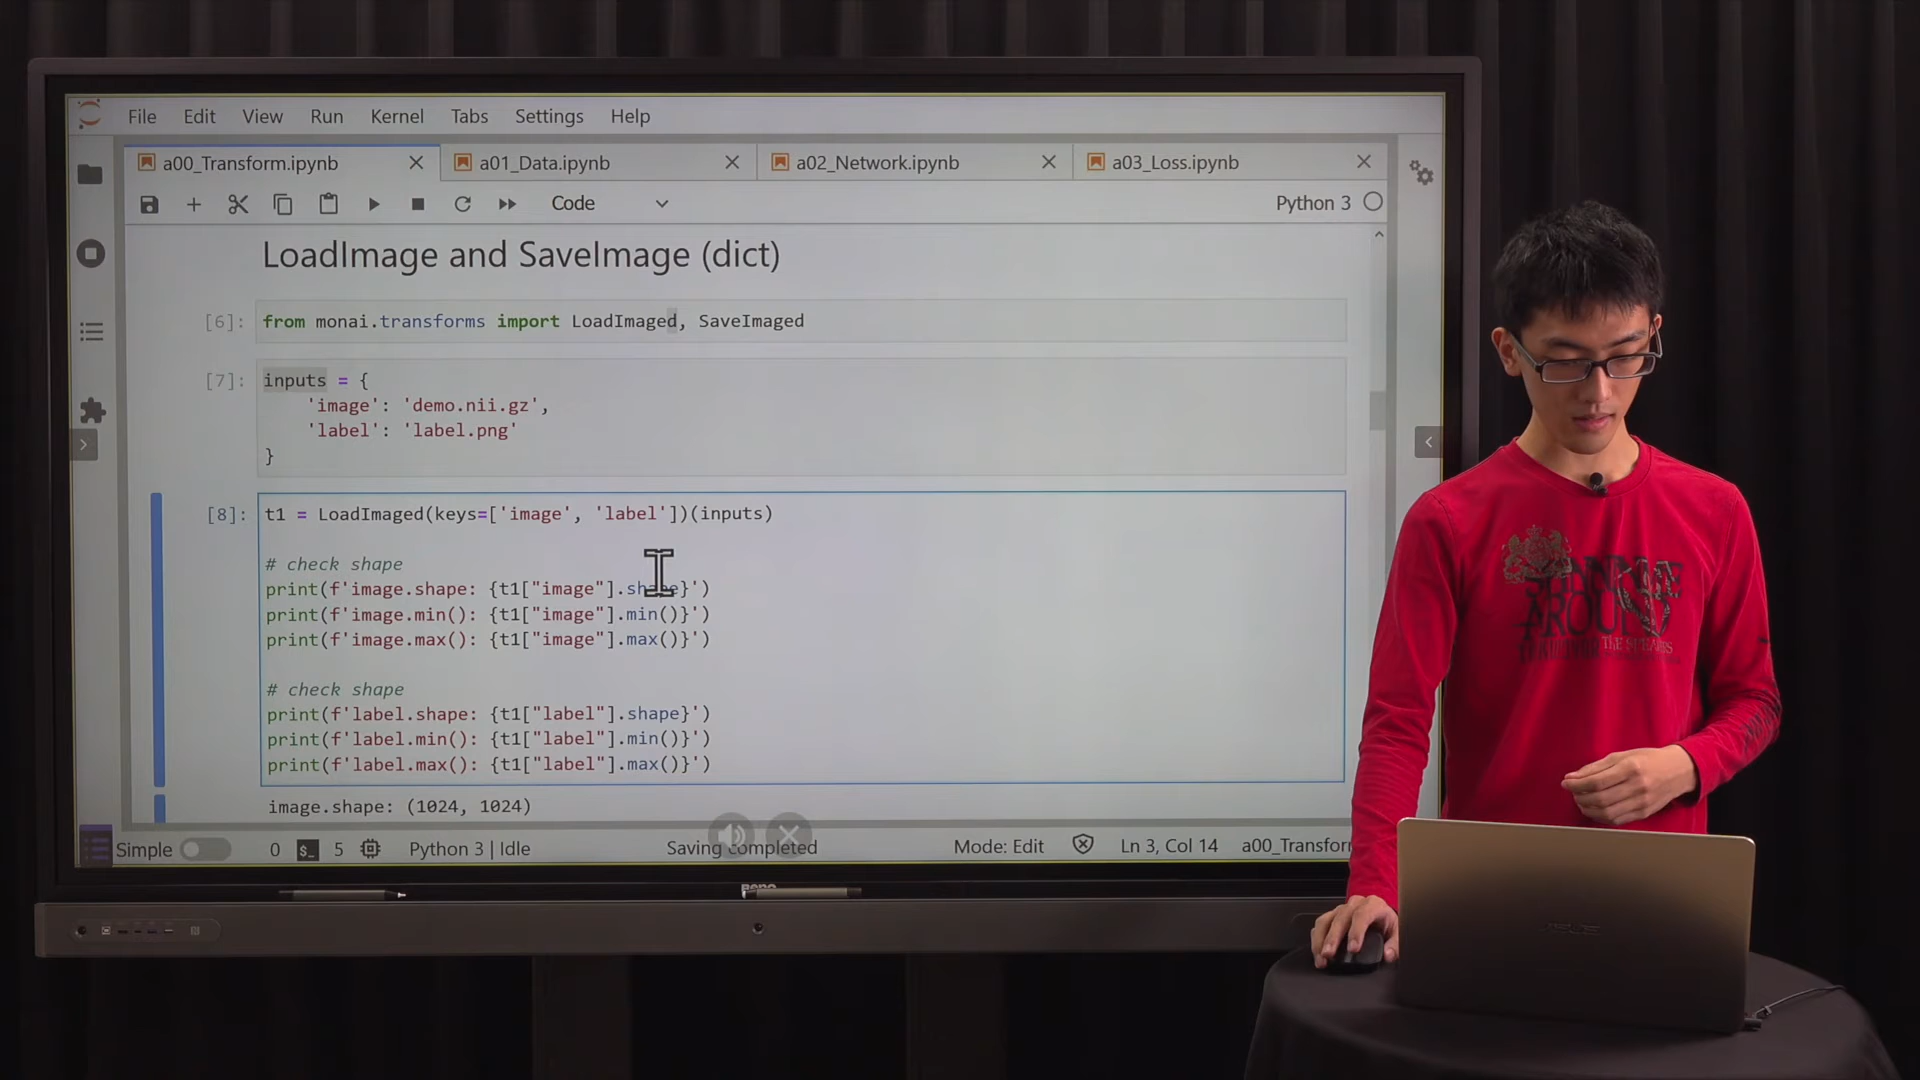 File Edit View Run Kernel Tabs Settings Help
a00_Transform.ipynb a01_Data.ipynb a02_Network.ipynb a03_Loss.ipynb
Code Python 3
LoadImage and SaveImage (dict)
[6]: from monai.transforms import LoadImaged, SaveImaged
[7]: inputs = {
'image': 'demo.nii.gz',
'label': 'label.png'
}
[8]: t1 = LoadImaged(keys=['image', 'label'])(inputs)
# check shape
print(f'image.shape: {t1["image"].shape}')
print(f'image.min(): {t1["image"].min()}')
print(f'image.max(): {t1["image"].max()}')
# check shape
print(f'label.shape: {t1["label"].shape}')
print(f'label.min(): {t1["label"].min()}')
print(f'label.max(): {t1["label"].max()}')
image.shape: (1024, 1024)
Simple 0 $_ 5 Python 3 | Idle Saving completed Mode: Edit Ln 3, Col 14 a00_Transfor
AROUND
THE SPHERES
ASUS